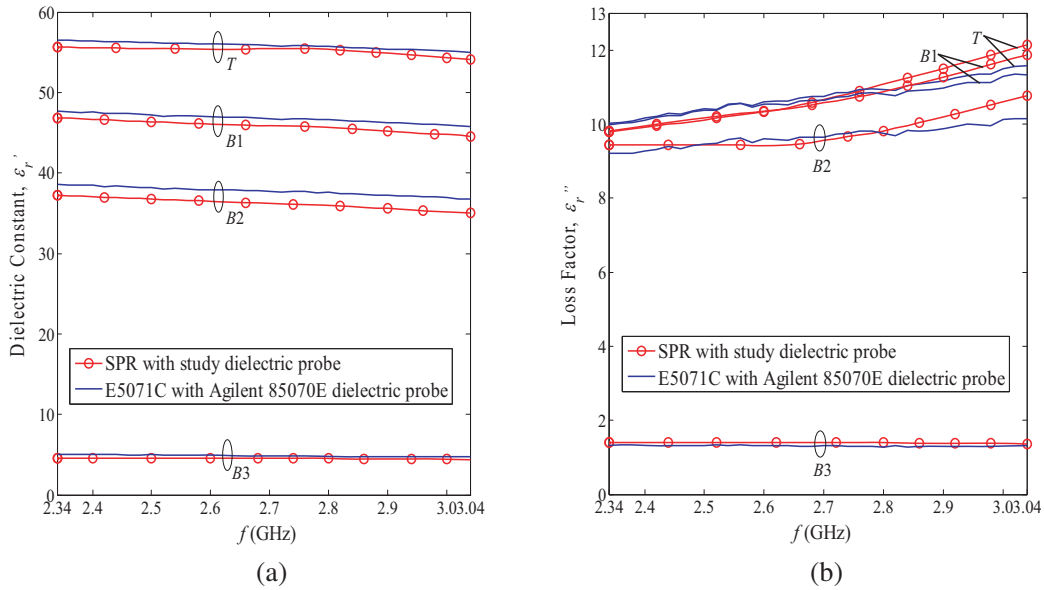 60
50
40
30
20
10
0
2.34 2.4 2.5 2.6 2.7 2.8 2.9 3.03.04
Dielectric Constant, εr′
f (GHz)
T
B1
B2
B3
SPR with study dielectric probe
E5071C with Agilent 85070E dielectric probe
(a)
13
12
10
8
6
4
2
0
2.34 2.4 2.5 2.6 2.7 2.8 2.9 3.03.04
Loss Factor, εr″
f (GHz)
T
B1
B2
B3
SPR with study dielectric probe
E5071C with Agilent 85070E dielectric probe
(b)